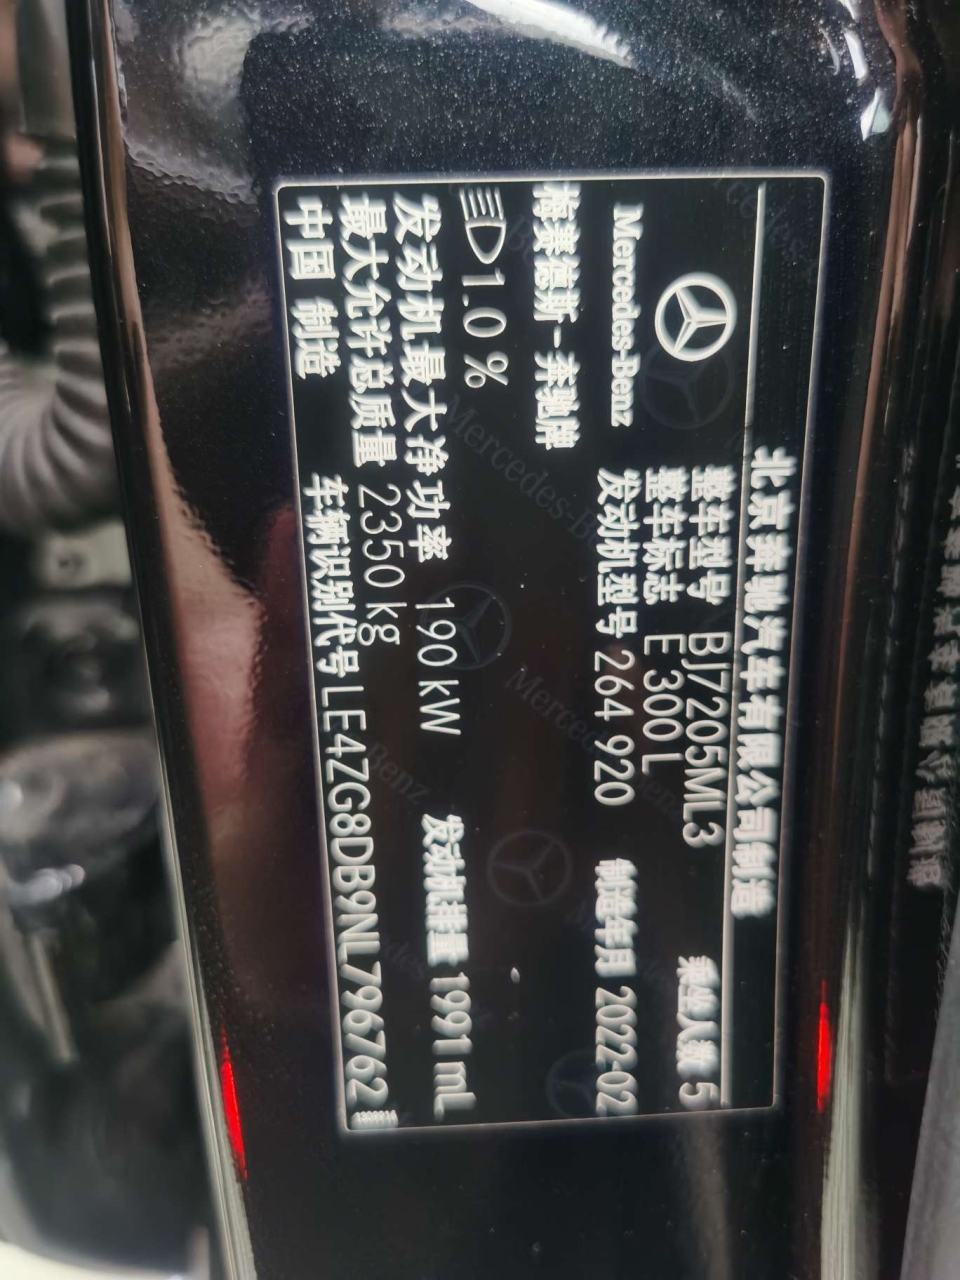 北京奔驰汽车有限公司制造
Mercedes-Benz
整车型号 BJ7205ML3 乘坐人数 5
整车标志 E 300 L
发动机型号 264 920 制造年月 2022-02
梅赛德斯-奔驰牌
1.0 %
发动机最大净功率 190 kW 发动机排量 1991 mL
最大允许总质量 2350 kg
中国 制造 车辆识别代号 LE4ZG8DB9NL796762
Mercedes-Benz